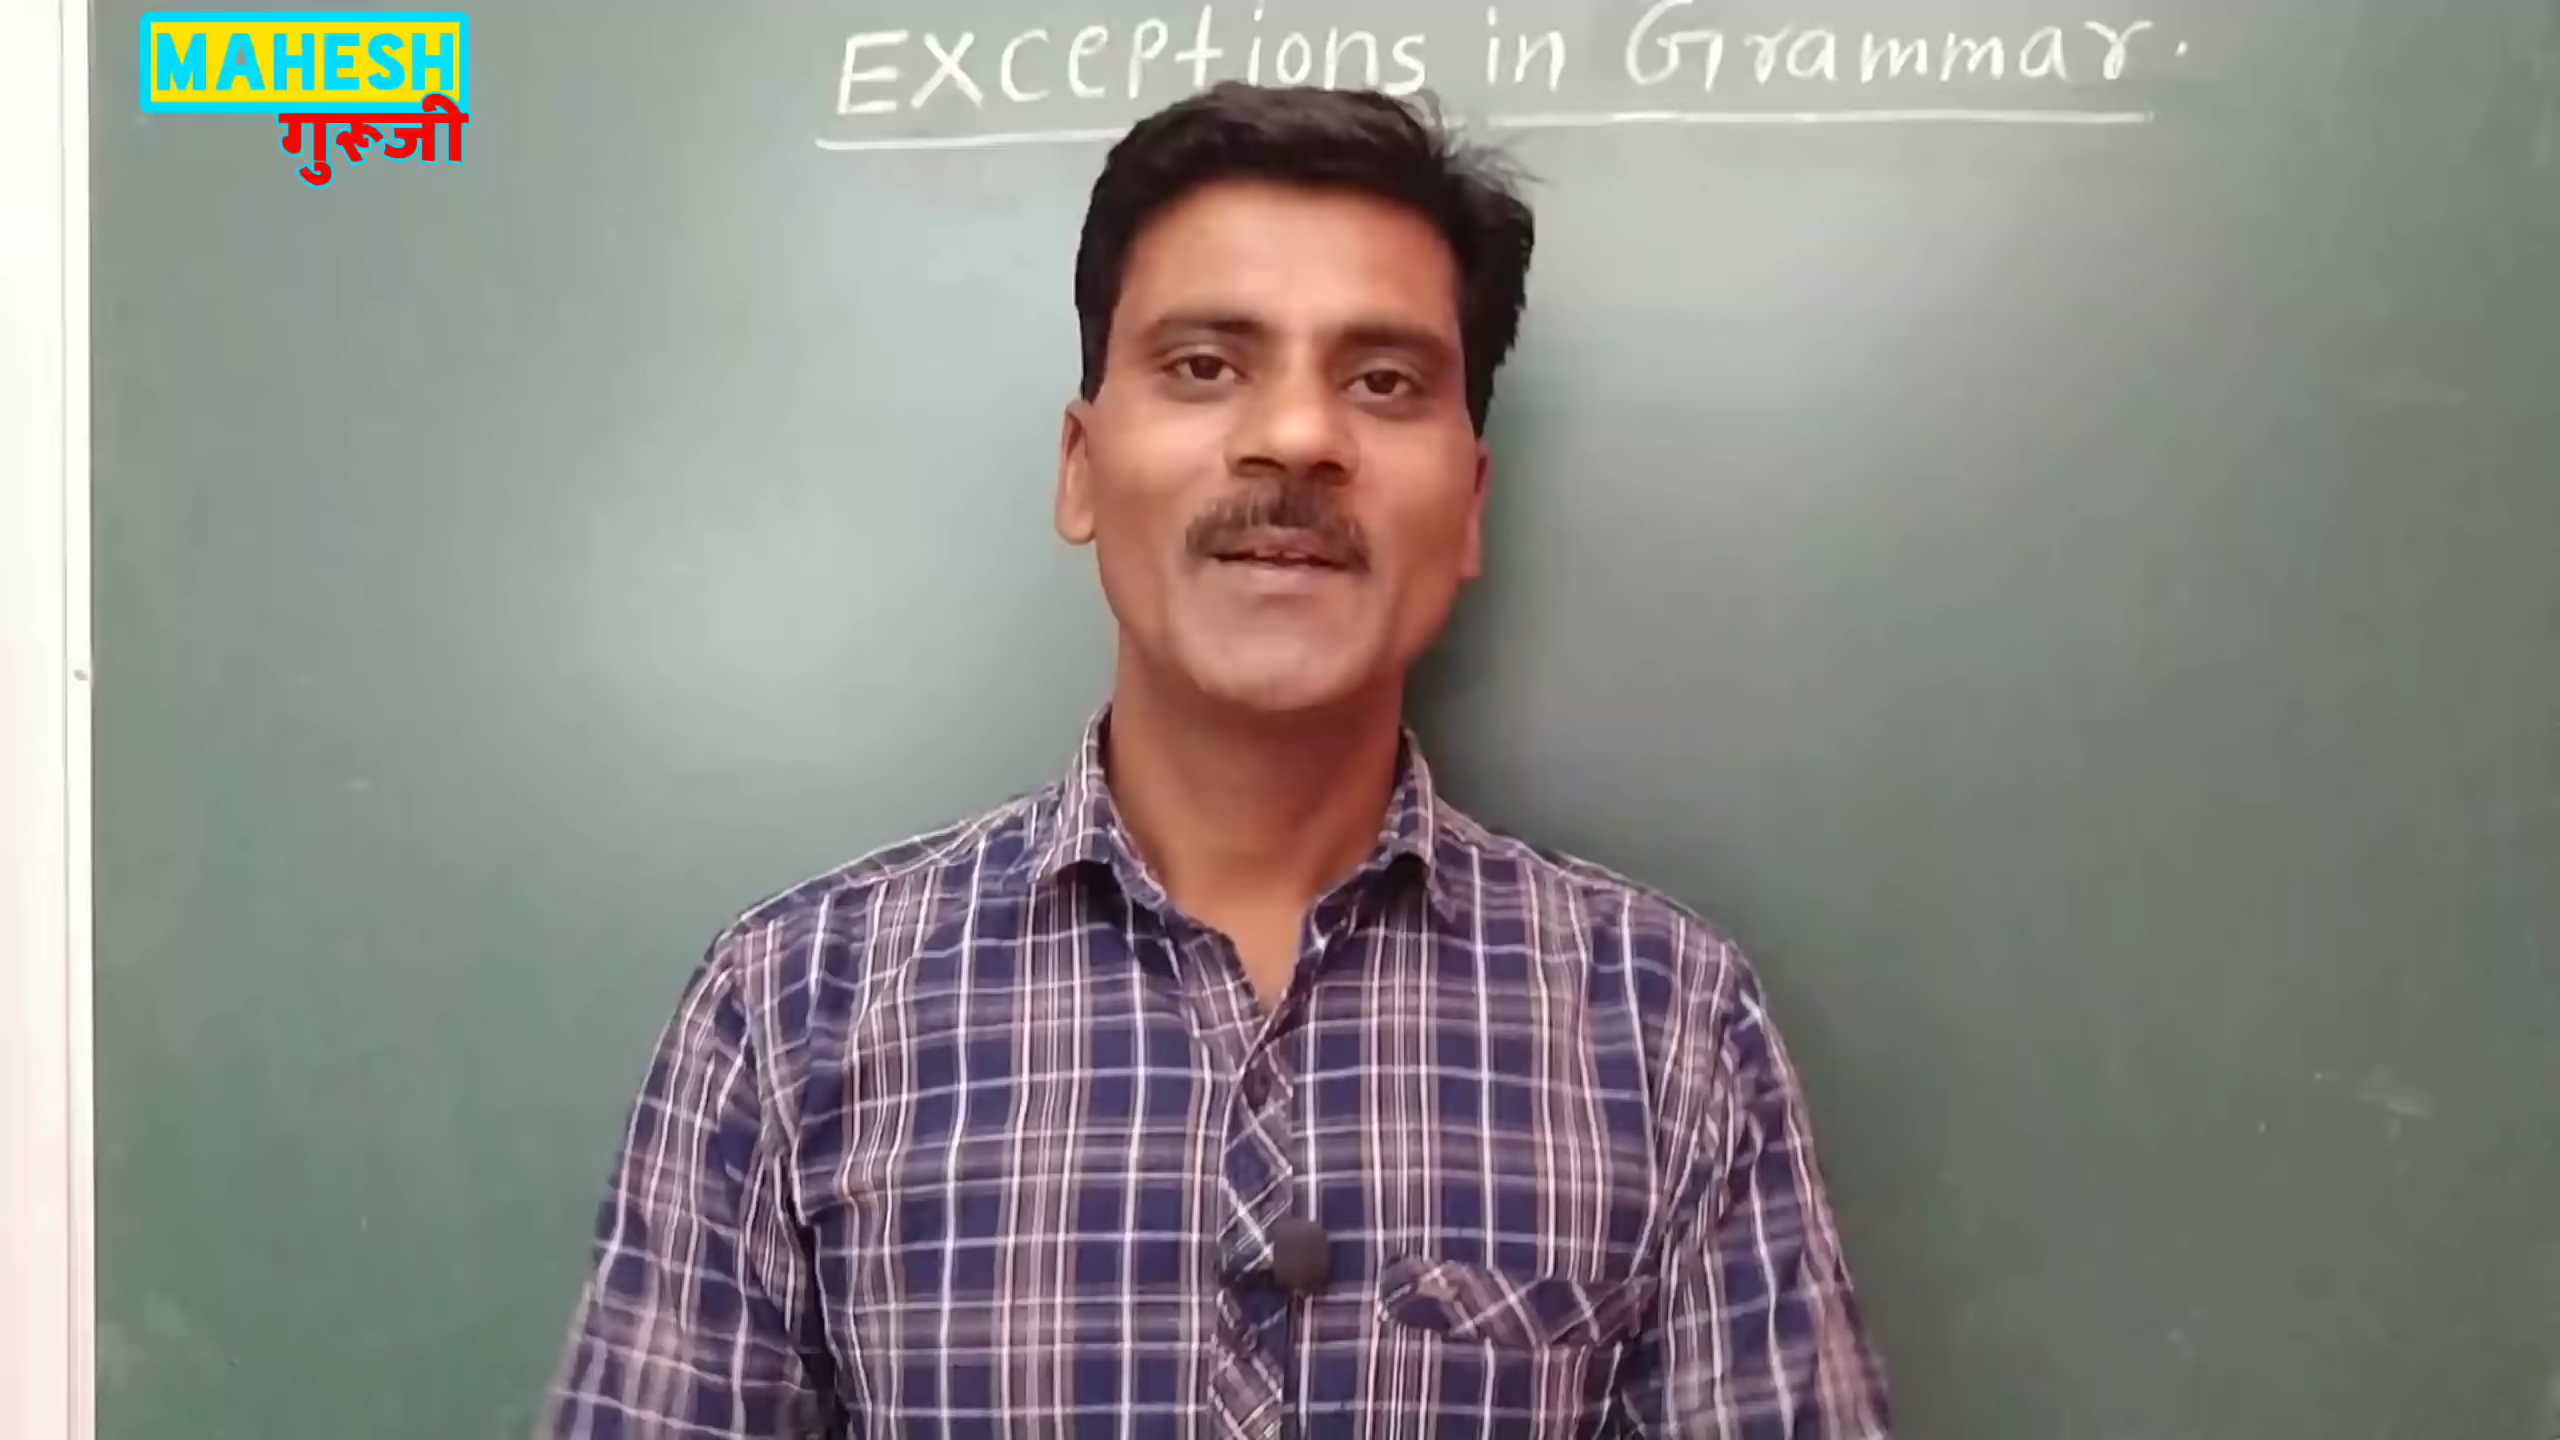 MAHESH
गुरूजी
Exceptions in Grammar.